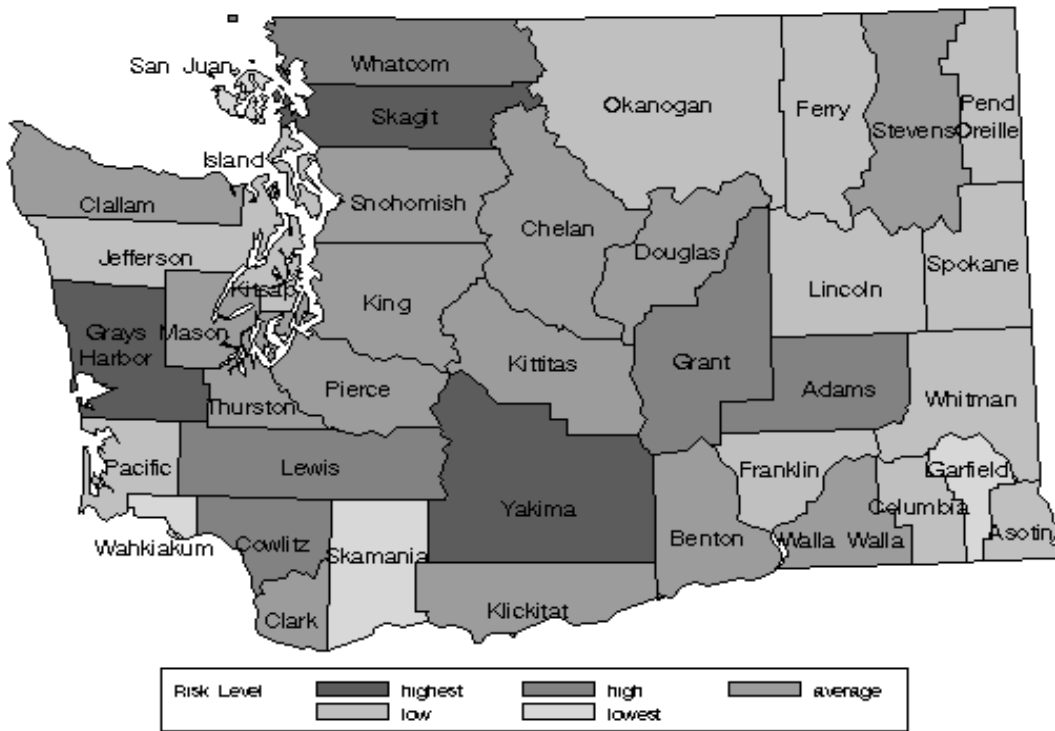 Whatcom
San Juan
Skagit
Okanogan
Ferry
Stevens
Pend
Oreille
Island
Clallam
Snohomish
Chelan
Douglas
Jefferson
Kitsap
King
Lincoln
Spokane
Grays
Harbor
Mason
Kittitas
Grant
Adams
Pierce
Thurston
Whitman
Pacific
Lewis
Yakima
Franklin
Garfield
Columbia
Wahkiakum
Cowlitz
Skamania
Benton
Walla Walla
Asotin
Clark
Klickitat
Risk Level
highest
high
average
low
lowest